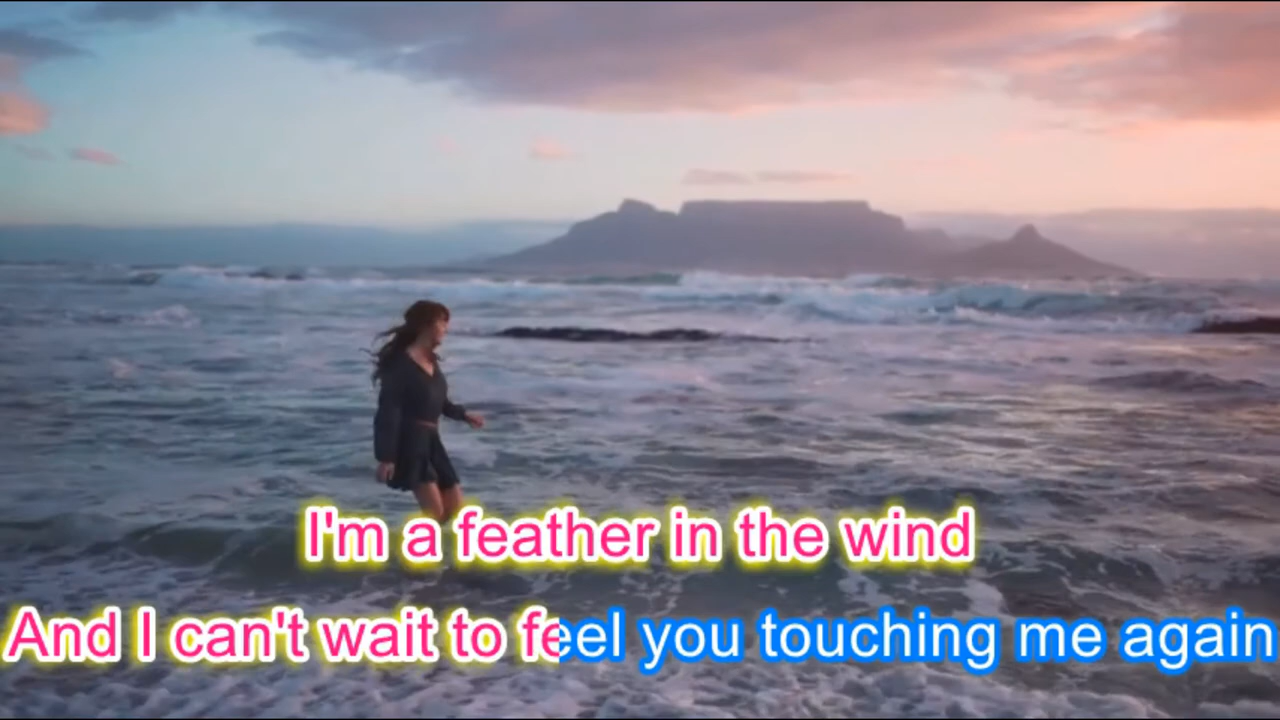 I'm a feather in the wind
And I can't wait to feel you touching me again